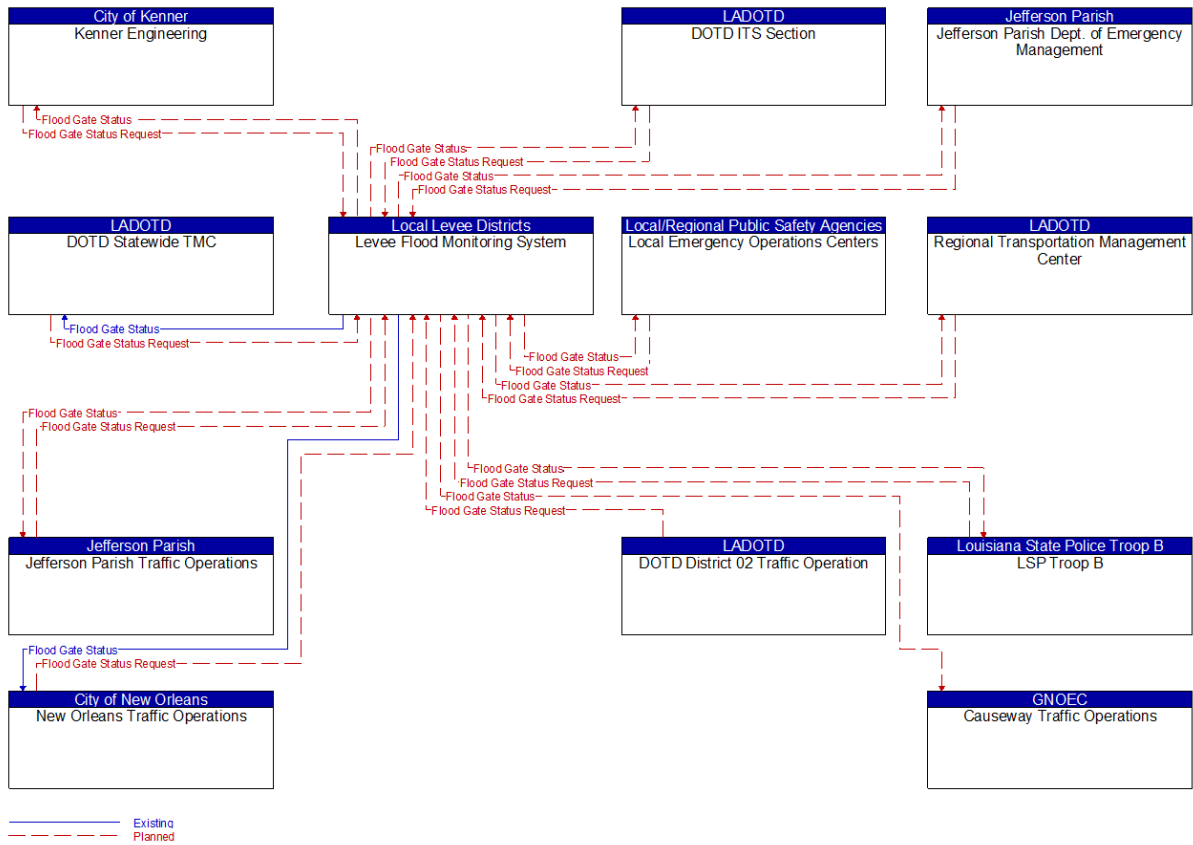 City of Kenner
Kenner Engineering
LADOTD
DOTD ITS Section
Jefferson Parish
Jefferson Parish Dept. of Emergency
Management
Flood Gate Status
Flood Gate Status Request
Flood Gate Status
Flood Gate Status Request
Flood Gate Status
Flood Gate Status Request
LADOTD
DOTD Statewide TMC
Local Levee Districts
Levee Flood Monitoring System
Local/Regional Public Safety Agencies
Local Emergency Operations Centers
LADOTD
Regional Transportation Management
Center
Flood Gate Status
Flood Gate Status Request
Flood Gate Status
Flood Gate Status Request
Flood Gate Status
Flood Gate Status Request
Flood Gate Status
Flood Gate Status Request
Flood Gate Status
Flood Gate Status Request
Flood Gate Status
Flood Gate Status Request
Jefferson Parish
Jefferson Parish Traffic Operations
LADOTD
DOTD District 02 Traffic Operation
Louisiana State Police Troop B
LSP Troop B
Flood Gate Status
Flood Gate Status Request
City of New Orleans
New Orleans Traffic Operations
GNOEC
Causeway Traffic Operations
Existing
Planned